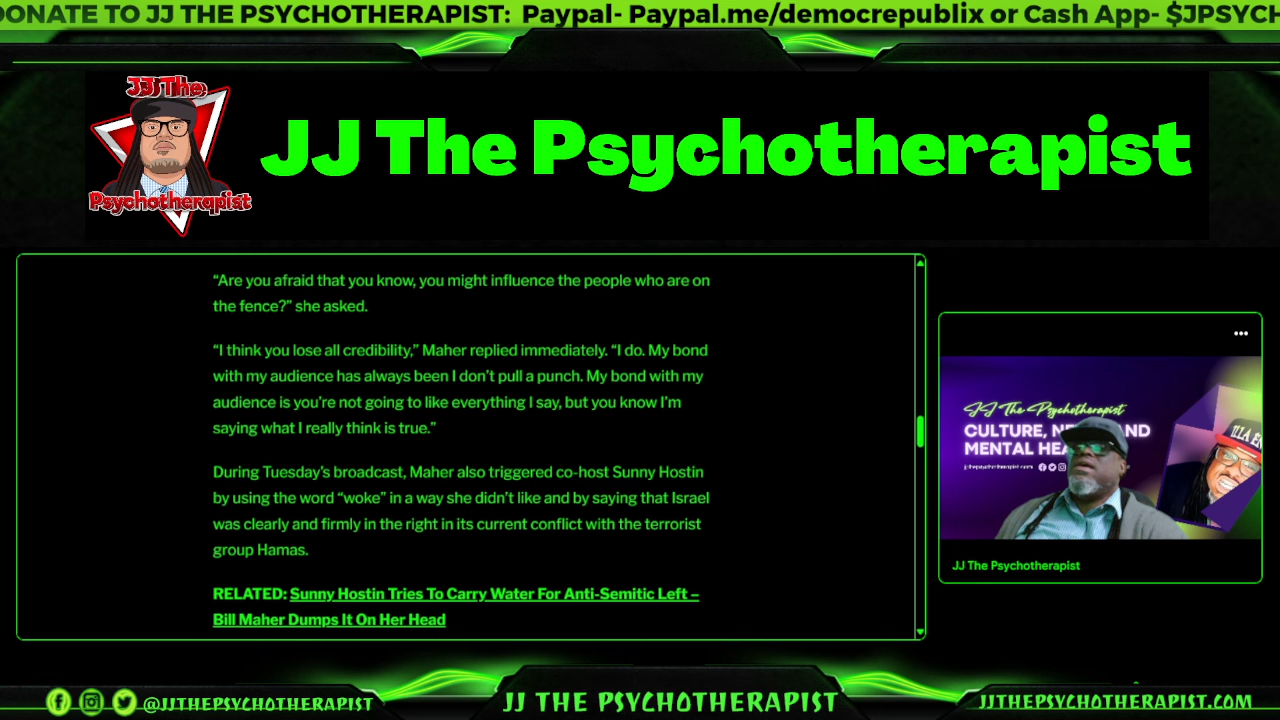 DONATE TO JJ THE PSYCHOTHERAPIST: Paypal- Paypal.me/democrepublix or Cash App- $JPSYCH
JJ The
Psychotherapist
JJ The Psychotherapist
“Are you afraid that you know, you might influence the people who are on
the fence?” she asked.
“I think you lose all credibility,” Maher replied immediately. “I do. My bond
with my audience has always been I don’t pull a punch. My bond with my
audience is you’re not going to like everything I say, but you know I’m
saying what I really think is true.”
During Tuesday’s broadcast, Maher also triggered co-host Sunny Hostin
by using the word “woke” in a way she didn’t like and by saying that Israel
was clearly and firmly in the right in its current conflict with the terrorist
group Hamas.
RELATED: Sunny Hostin Tries To Carry Water For Anti-Semitic Left –
Bill Maher Dumps It On Her Head
JJ The Psychotherapist
CULTURE, ND
MENTAL HEA
jjthepsychotherapist.com
JJ The Psychotherapist
@JJTHEPSYCHOTHERAPIST
JJ THE PSYCHOTHERAPIST
JJTHEPSYCHOTHERAPIST.COM